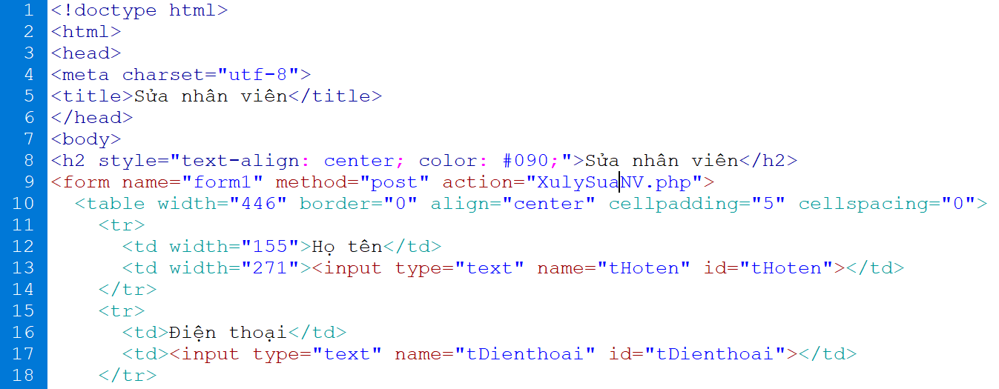 1 <!doctype html>
2 <html>
3 <head>
4 <meta charset="utf-8">
5 <title>Sửa nhân viên</title>
6 </head>
7 <body>
8 <h2 style="text-align: center; color: #090;">Sửa nhân viên</h2>
9 <form name="form1" method="post" action="XulySuaNV.php">
10   <table width="446" border="0" align="center" cellpadding="5" cellspacing="0">
11     <tr>
12       <td width="155">Họ tên</td>
13       <td width="271"><input type="text" name="tHoten" id="tHoten"></td>
14     </tr>
15     <tr>
16       <td>Điện thoại</td>
17       <td><input type="text" name="tDienthoai" id="tDienthoai"></td>
18     </tr>